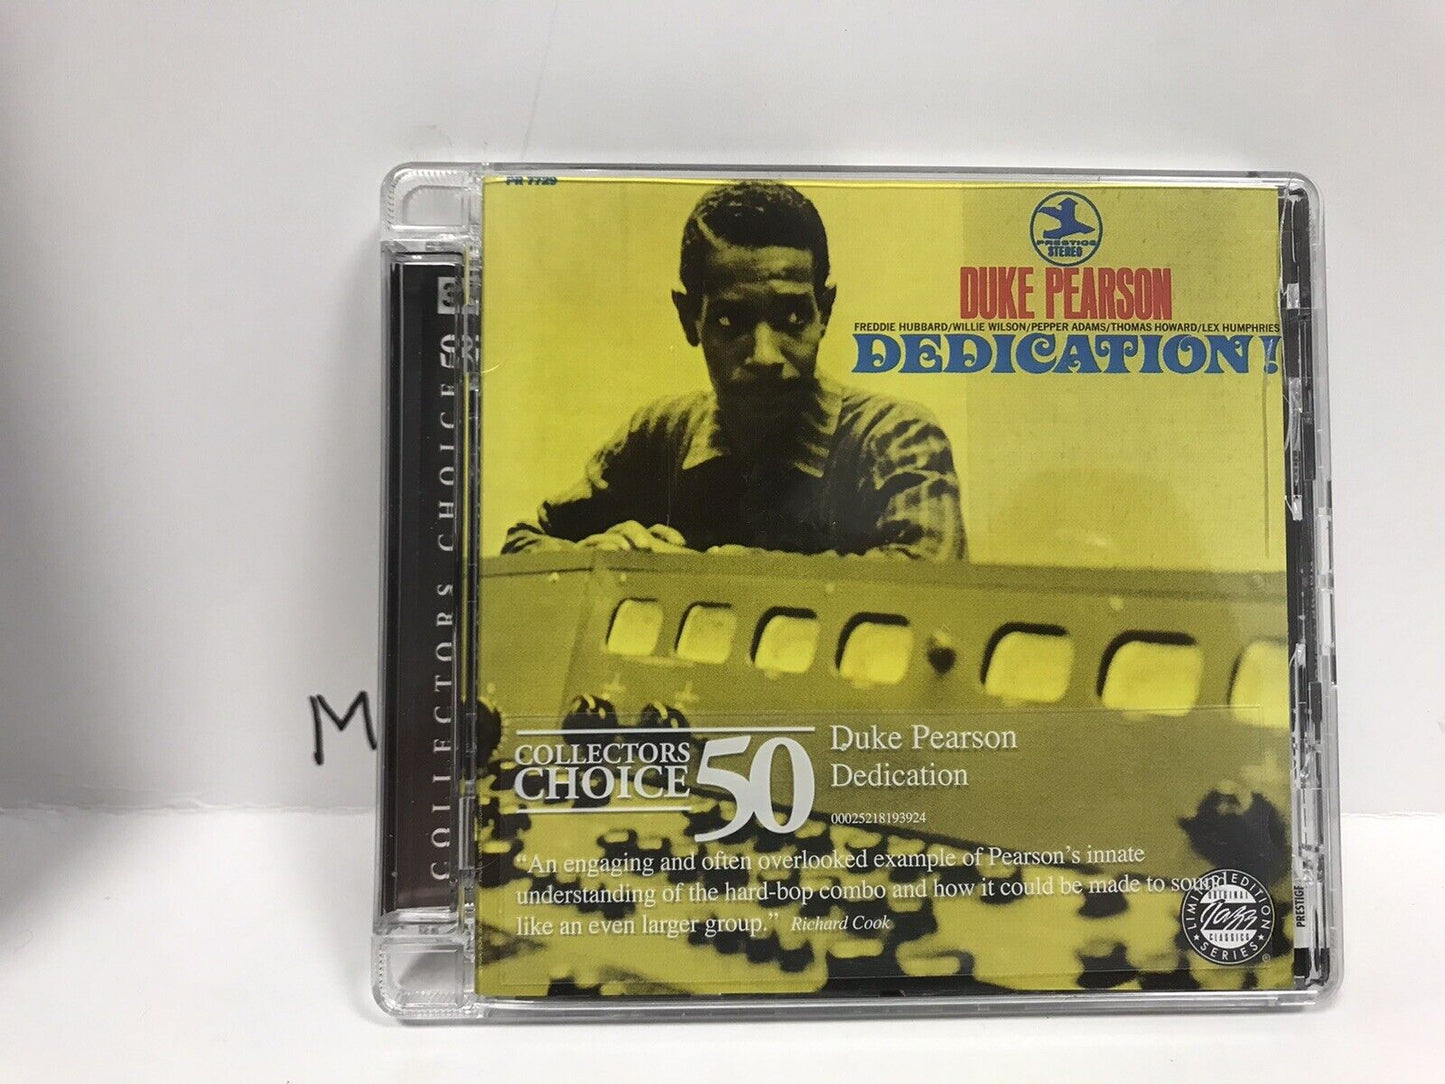 PR 7729
PRESTIGE
STEREO
DUKE PEARSON
FREDDIE HUBBARD/WILLIE WILSON/PEPPER ADAMS/THOMAS HOWARD/LEX HUMPHRIES
DEDICATION!
COLLECTORS CHOICE 50
M
COLLECTORS
CHOICE
50
Duke Pearson
Dedication
00025218193924
“An engaging and often overlooked example of Pearson’s innate
understanding of the hard-bop combo and how it could be made to sound
like an even larger group.” Richard Cook
LIMITED EDITION
ORIGINAL
Jazz
CLASSICS
SERIES
®
PRESTIGE